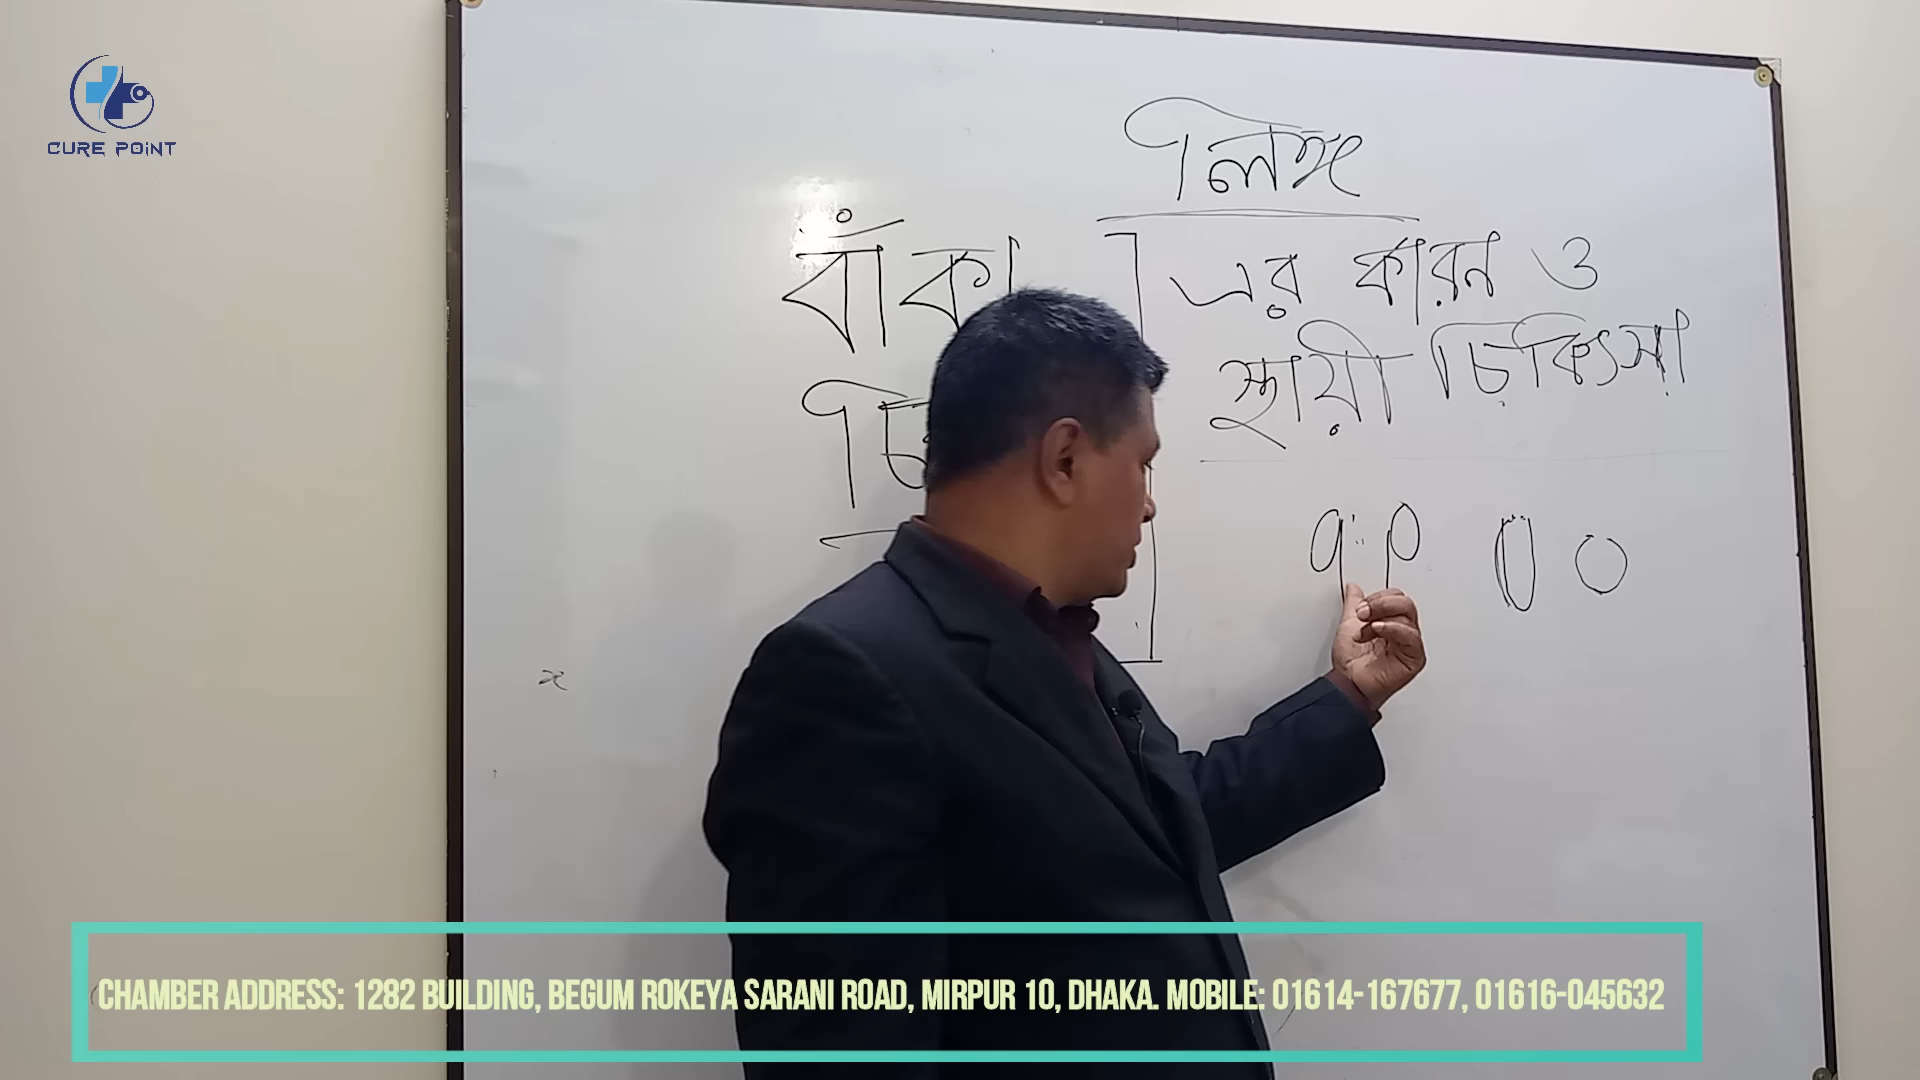 CURE POINT
লিঙ্গ
বাঁকা
এর কারন ও
স্থায়ী চিকিৎসা
CHAMBER ADDRESS: 1282 BUILDING, BEGUM ROKEYA SARANI ROAD, MIRPUR 10, DHAKA. MOBILE: 01614-167677, 01616-045632